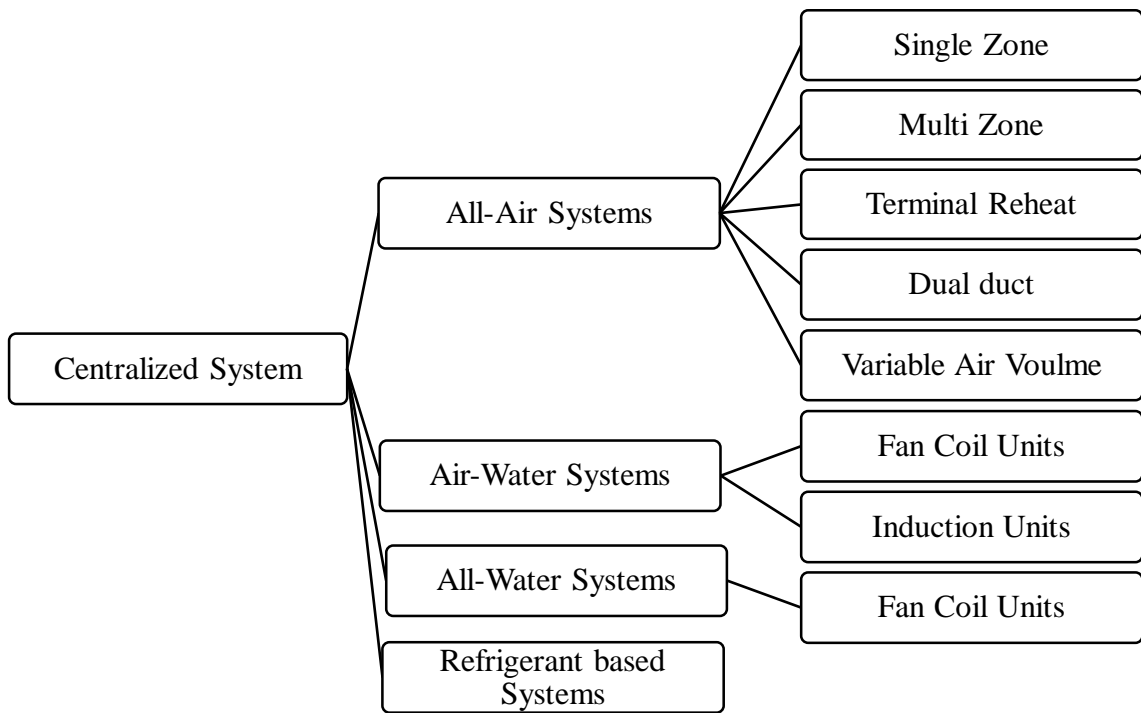 Single Zone
Multi Zone
All-Air Systems
Terminal Reheat
Dual duct
Centralized System
Variable Air Voulme
Air-Water Systems
Fan Coil Units
Induction Units
All-Water Systems
Fan Coil Units
Refrigerant based
Systems